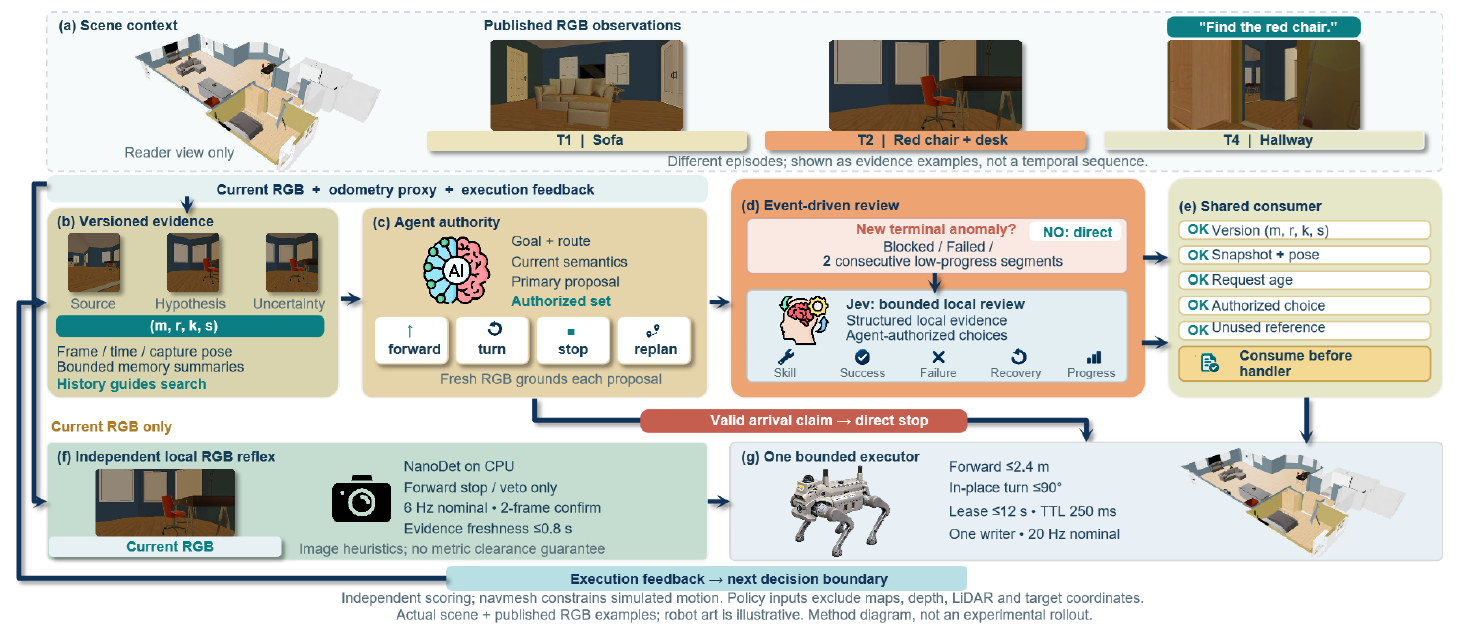 (a) Scene context
Published RGB observations
"Find the red chair."
Reader view only
T1 | Sofa
T2 | Red chair + desk
T4 | Hallway
Different episodes; shown as evidence examples, not a temporal sequence.
Current RGB + odometry proxy + execution feedback
(b) Versioned evidence
Source
Hypothesis
Uncertainty
(m, r, k, s)
Frame / time / capture pose
Bounded memory summaries
History guides search
(c) Agent authority
AI
Goal + route
Current semantics
Primary proposal
Authorized set
↑ forward
turn
stop
replan
Fresh RGB grounds each proposal
(d) Event-driven review
New terminal anomaly?
NO: direct
Blocked / Failed /
2 consecutive low-progress segments
Jev: bounded local review
Structured local evidence
Agent-authorized choices
Skill
Success
Failure
Recovery
Progress
(e) Shared consumer
OK Version (m, r, k, s)
OK Snapshot + pose
OK Request age
OK Authorized choice
OK Unused reference
Consume before
handler
Valid arrival claim → direct stop
Current RGB only
(f) Independent local RGB reflex
Current RGB
NanoDet on CPU
Forward stop / veto only
6 Hz nominal • 2-frame confirm
Evidence freshness ≤0.8 s
Image heuristics; no metric clearance guarantee
(g) One bounded executor
Forward ≤2.4 m
In-place turn ≤90°
Lease ≤12 s • TTL 250 ms
One writer • 20 Hz nominal
Execution feedback → next decision boundary
Independent scoring; navmesh constrains simulated motion. Policy inputs exclude maps, depth, LiDAR and target coordinates.
Actual scene + published RGB examples; robot art is illustrative. Method diagram, not an experimental rollout.